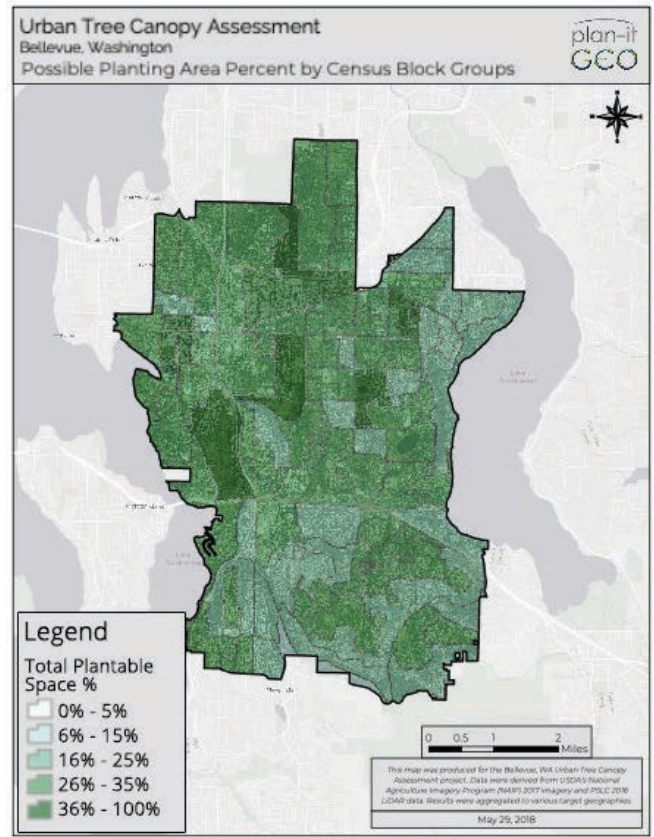 Urban Tree Canopy Assessment
Bellevue, Washington
Possible Planting Area Percent by Census Block Groups
plan-it
GEO
Legend
Total Plantable
Space %
0% - 5%
6% - 15%
16% - 25%
26% - 35%
36% - 100%
0 0.5 1 2
Miles
This map was produced for the Bellevue, WA Urban Tree Canopy
Assessment project. Data were derived from USDA's National
Agriculture Imagery Program (NAIP) 2017 imagery and PSLC 2016
LiDAR data. Results were aggregated to various target geographies.
May 29, 2018